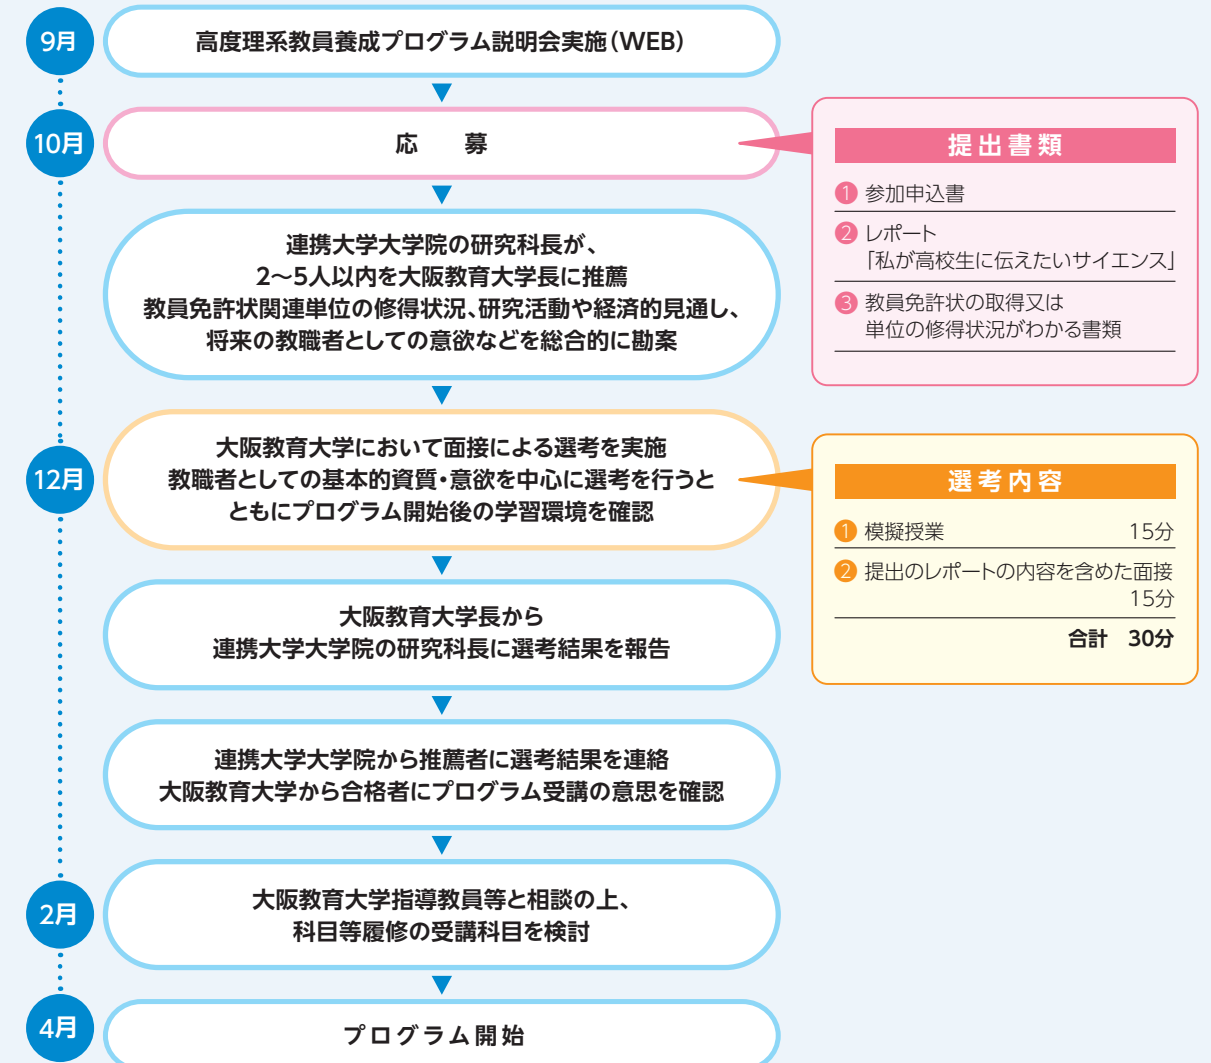 9月
高度理系教員養成プログラム説明会実施（WEB）
10月
応　募
提出書類
❶ 参加申込書
❷ レポート
「私が高校生に伝えたいサイエンス」
❸ 教員免許状の取得又は
単位の修得状況がわかる書類
連携大学大学院の研究科長が、
2〜5人以内を大阪教育大学長に推薦
教員免許状関連単位の修得状況、研究活動や経済的見通し、
将来の教職者としての意欲などを総合的に勘案
12月
大阪教育大学において面接による選考を実施
教職者としての基本的資質・意欲を中心に選考を行うと
ともにプログラム開始後の学習環境を確認
選考内容
❶ 模擬授業 15分
❷ 提出のレポートの内容を含めた面接
15分
合計　30分
大阪教育大学長から
連携大学大学院の研究科長に選考結果を報告
連携大学大学院から推薦者に選考結果を連絡
大阪教育大学から合格者にプログラム受講の意思を確認
2月
大阪教育大学指導教員等と相談の上、
科目等履修の受講科目を検討
4月
プログラム開始